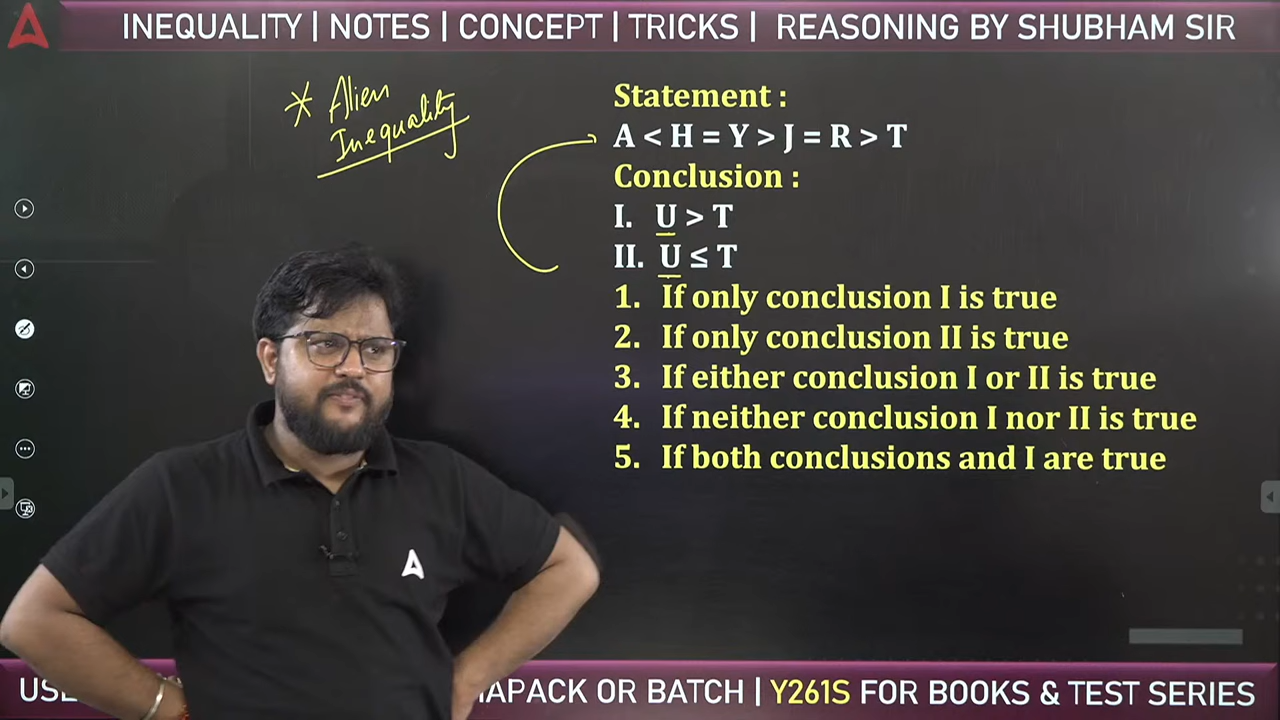 INEQUALITY | NOTES | CONCEPT | TRICKS | REASONING BY SHUBHAM SIR
* Alien
Inequality
Statement :
A < H = Y > J = R > T
Conclusion :
I. U > T
II. U ≤ T
1. If only conclusion I is true
2. If only conclusion II is true
3. If either conclusion I or II is true
4. If neither conclusion I nor II is true
5. If both conclusions and I are true
USE
APACK OR BATCH | Y261S FOR BOOKS & TEST SERIES